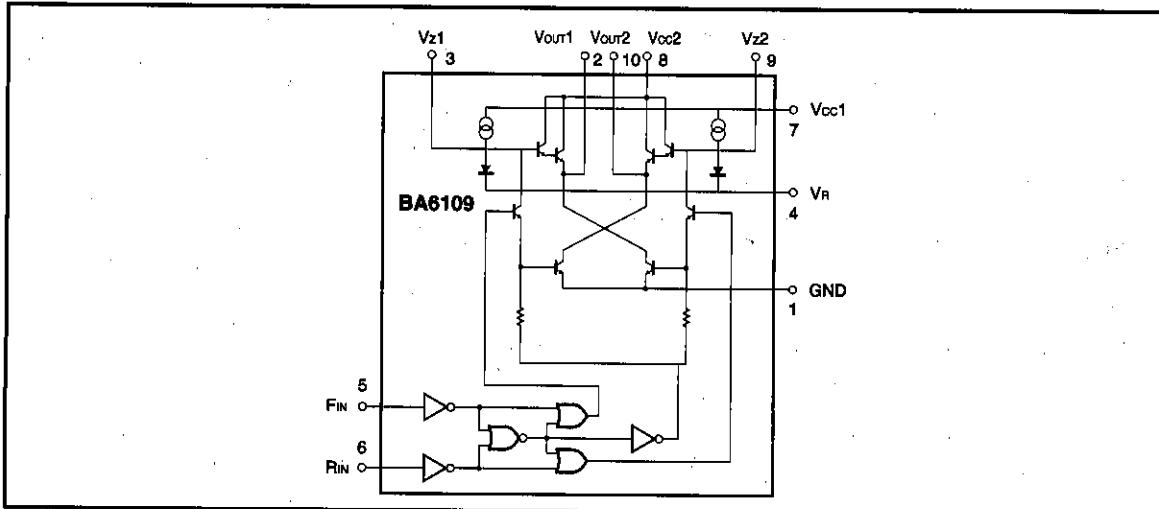 Vz1 VOUT1 VOUT2 Vcc2 Vz2
3 2 10 8 9
Vcc1
7
VR
4
BA6109
GND
1
5
FIN
6
RIN